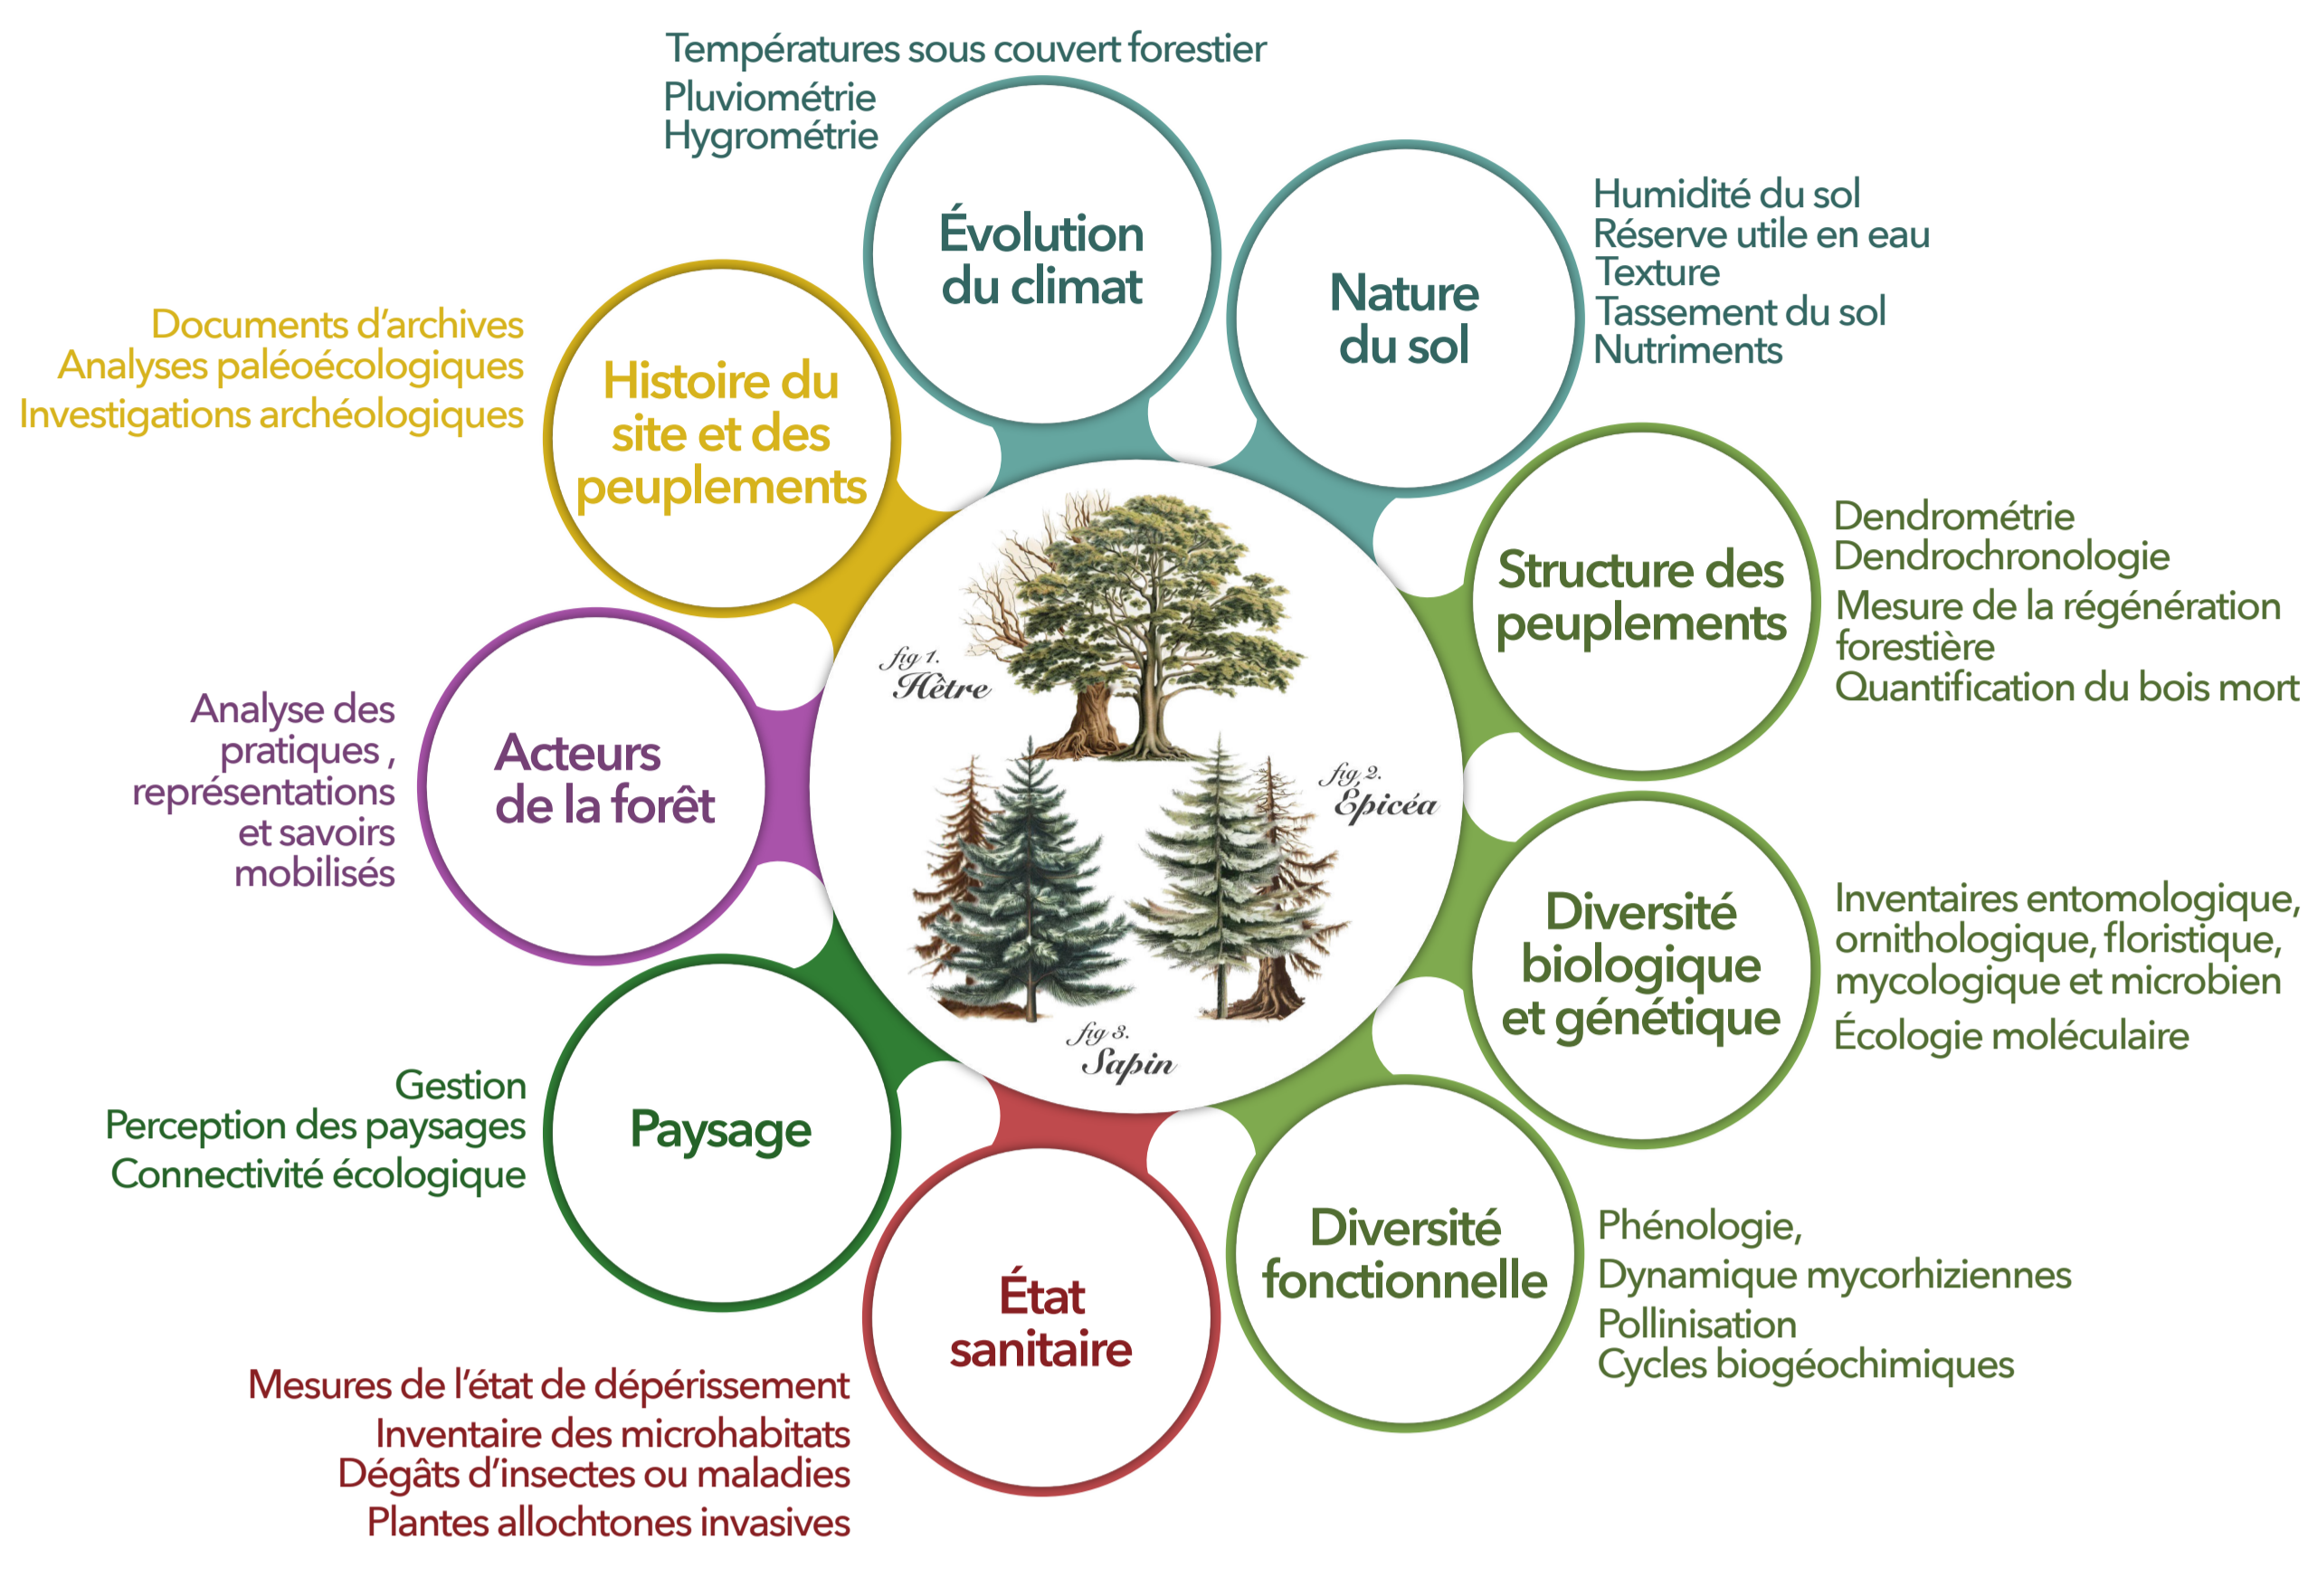 Températures sous couvert forestier
Pluviométrie
Hygrométrie
Évolution
du climat
Nature
du sol
Humidité du sol
Réserve utile en eau
Texture
Tassement du sol
Nutriments
Documents d'archives
Analyses paléoécologiques
Investigations archéologiques
Histoire du
site et des
peuplements
Structure des
peuplements
Dendrométrie
Dendrochronologie
Mesure de la régénération
forestière
Quantification du bois mort
fig 1.
Hêtre
fig 2.
Epicéa
fig 3.
Sapin
Analyse des
pratiques ,
représentations
et savoirs
mobilisés
Acteurs
de la forêt
Diversité
biologique
et génétique
Inventaires entomologique,
ornithologique, floristique,
mycologique et microbien
Écologie moléculaire
Gestion
Perception des paysages
Connectivité écologique
Paysage
État
sanitaire
Diversité
fonctionnelle
Phénologie,
Dynamique mycorhiziennes
Pollinisation
Cycles biogéochimiques
Mesures de l'état de dépérissement
Inventaire des microhabitats
Dégâts d'insectes ou maladies
Plantes allochtones invasives